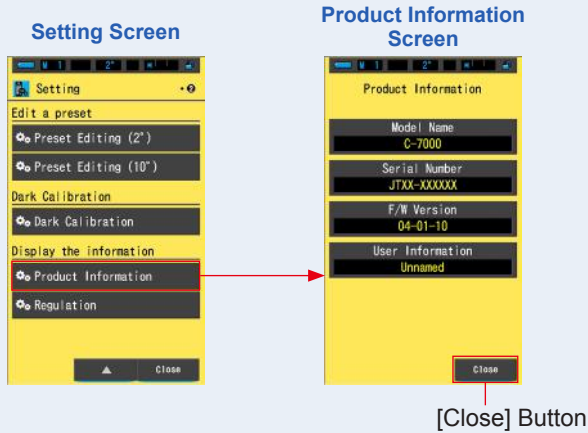 Setting Screen
Setting
Edit a preset
Preset Editing (2°)
Preset Editing (10°)
Dark Calibration
Dark Calibration
Display the information
Product Information
Regulation
▲ Close
Product Information
Screen
2°
Product Information
Model Name
C-7000
Serial Number
JTXX-XXXXXX
F/W Version
04-01-10
User Information
Unnamed
Close
[Close] Button